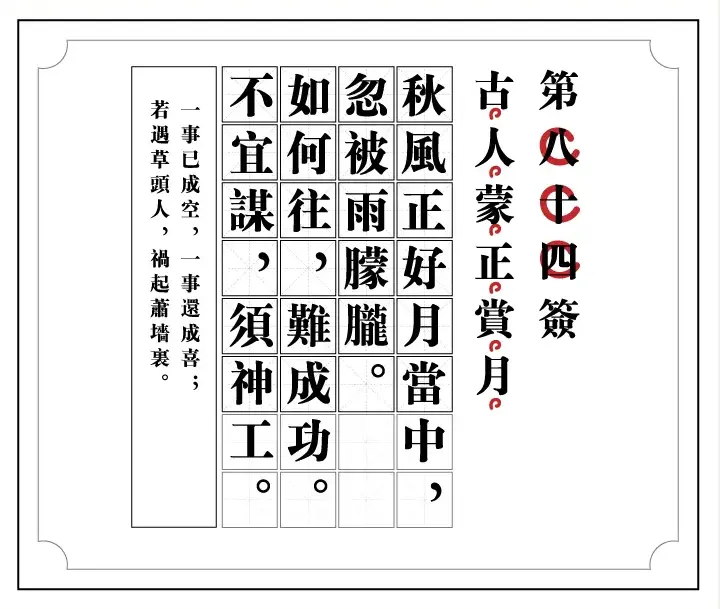 第八十四簽
古人蒙正賞月
秋風正好月當中，
忽被雨朦朧。
如何往，難成功。
不宜謀，須神工。
一事已成空，一事還成喜；
若遇草頭人，禍起蕭墻裏。